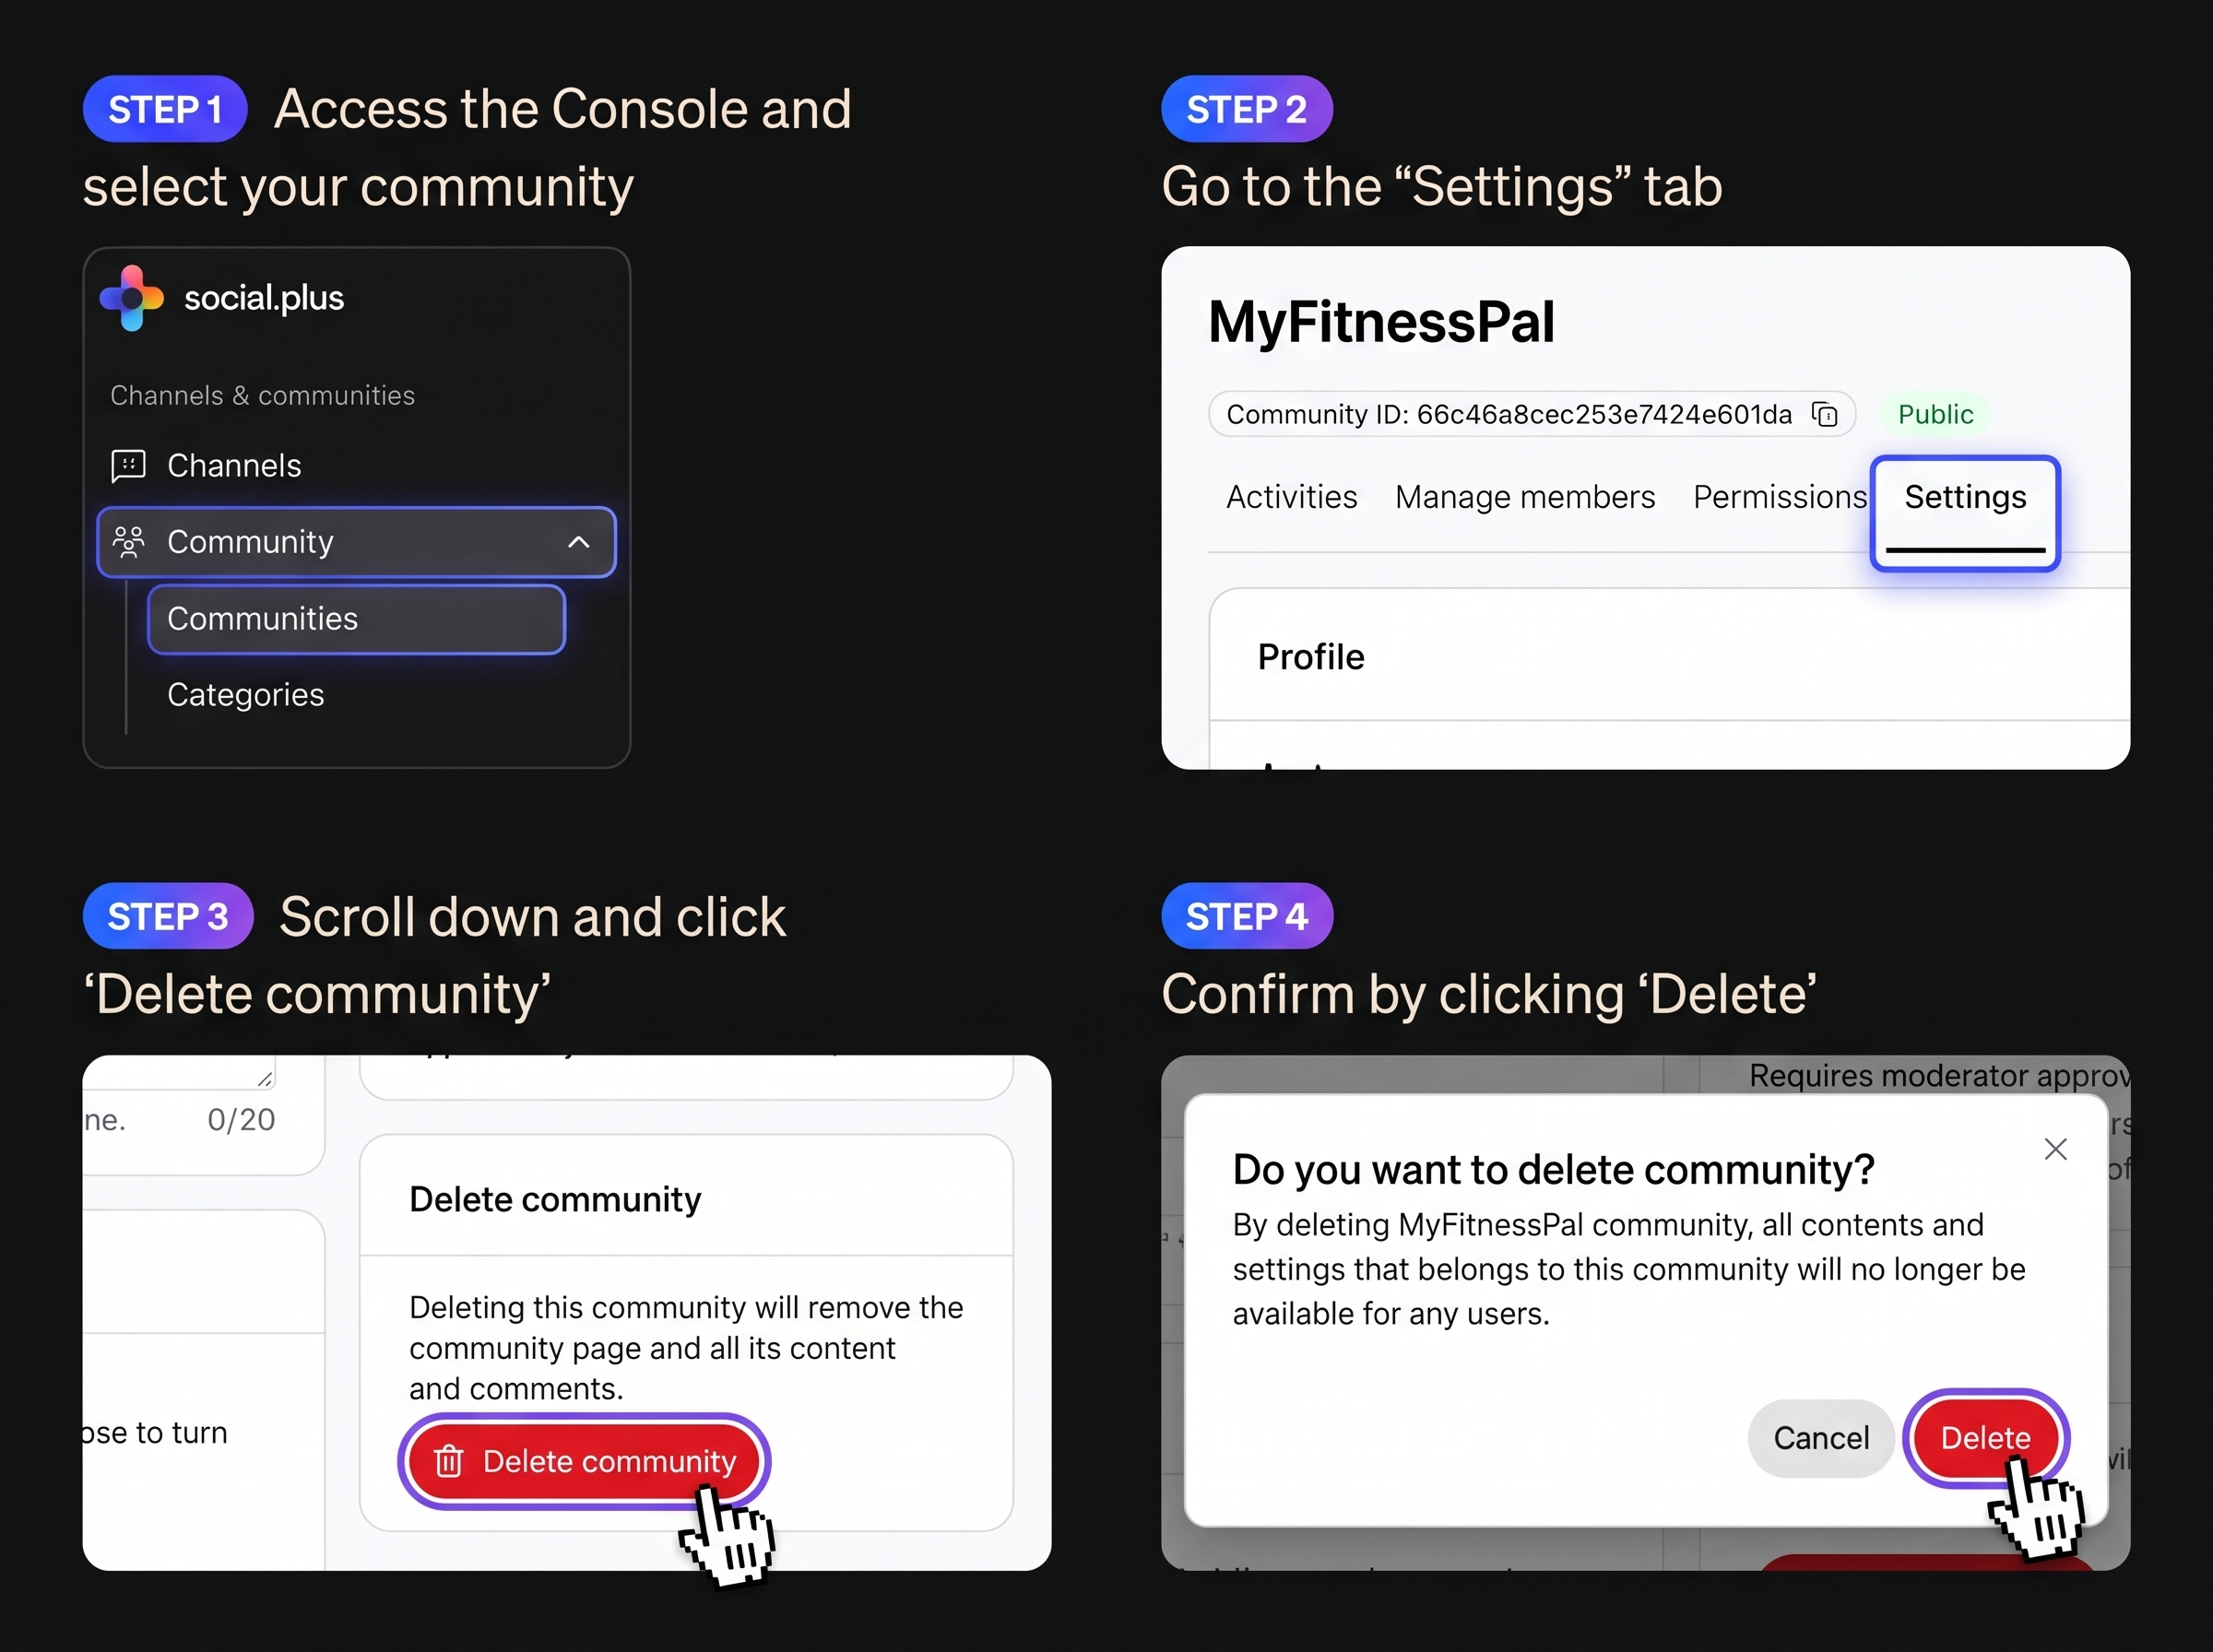 STEP 1 Access the Console and
select your community
social.plus
Channels & communities
Channels
Community
Communities
Categories
STEP 2
Go to the “Settings” tab
MyFitnessPal
Community ID: 66c46a8cec253e7424e601da
Public
Activities Manage members Permissions Settings
Profile
STEP 3 Scroll down and click
‘Delete community’
ne. 0/20
Delete community
Deleting this community will remove the
community page and all its content
and comments.
ose to turn
Delete community
STEP 4
Confirm by clicking ‘Delete’
Requires moderator approv
Do you want to delete community?
By deleting MyFitnessPal community, all contents and
settings that belongs to this community will no longer be
available for any users.
Cancel Delete